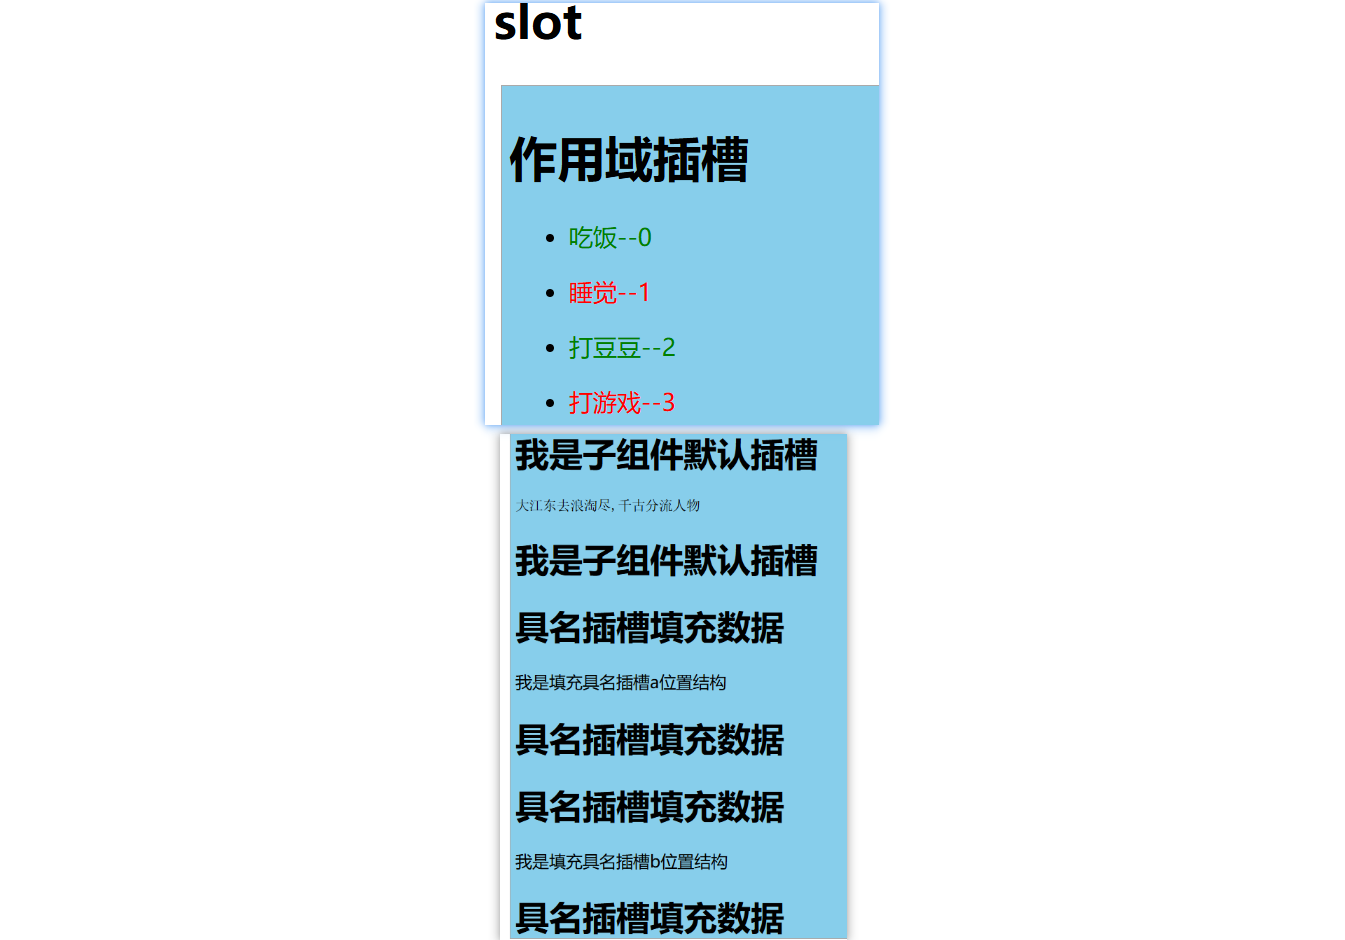 slot
作用域插槽
吃饭--0
睡觉--1
打豆豆--2
打游戏--3
我是子组件默认插槽
大江东去浪淘尽,千古分流人物
我是子组件默认插槽
具名插槽填充数据
我是填充具名插槽a位置结构
具名插槽填充数据
具名插槽填充数据
我是填充具名插槽b位置结构
具名插槽填充数据